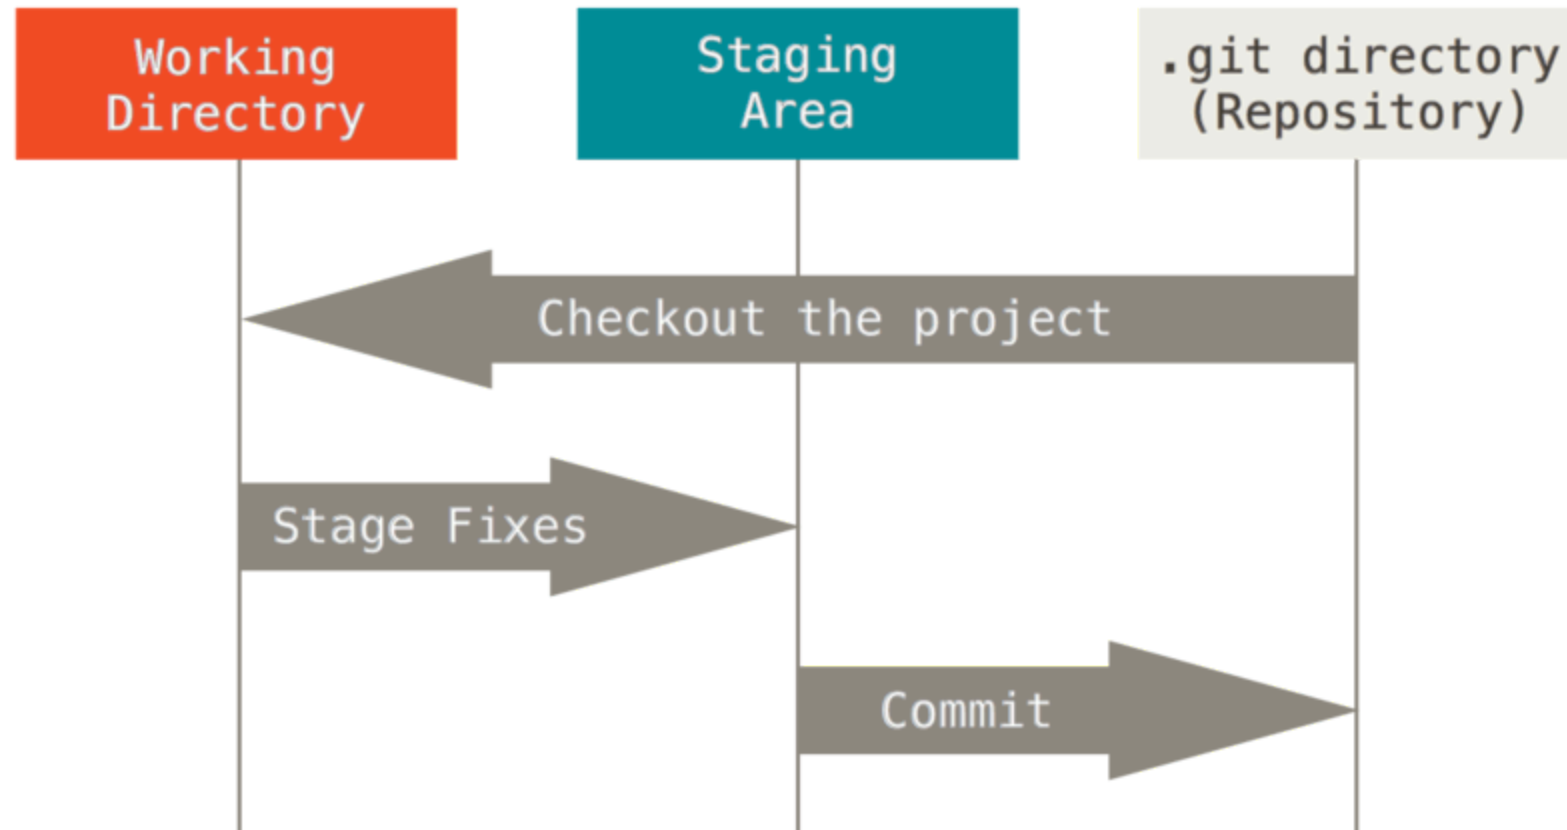 Working
Directory
Staging
Area
.git directory
(Repository)
Checkout the project
Stage Fixes
Commit